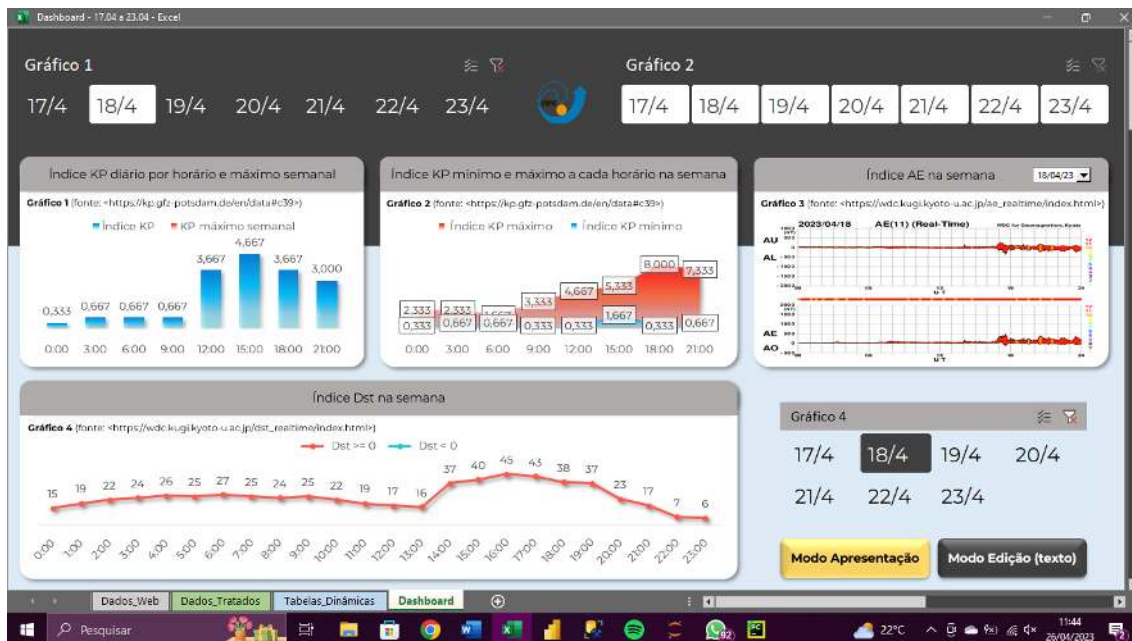 Dashboard - 17.04 a 23.04 - Excel
Gráfico 1
17/4 18/4 19/4 20/4 21/4 22/4 23/4
Gráfico 2
17/4 18/4 19/4 20/4 21/4 22/4 23/4
Índice KP diário por horário e máximo semanal
Gráfico 1 (fonte: <https://kp.gfz-potsdam.de/en/data#c39>)
Índice KP KP máximo semanal
0,333 0,667 0,667 0,667 3,667 4,667 3,667 3,000
0:00 3:00 6:00 9:00 12:00 15:00 18:00 21:00
Índice KP mínimo e máximo a cada horário na semana
Gráfico 2 (fonte: <https://kp.gfz-potsdam.de/en/data#c39>)
Índice KP máximo Índice KP mínimo
2,333 2,333 3,333 4,667 5,333 8,000 7,333
0,333 0,667 0,667 0,333 0,333 1,667 0,333 0,667
0:00 3:00 6:00 9:00 12:00 15:00 18:00 21:00
Índice AE na semana
18/04/23
Gráfico 3 (fonte: <https://wdc.kugi.kyoto-u.ac.jp/ae_realtime/index.html>)
2023/04/18 AE(11) (Real-Time) WDC for Geomagnetism, Kyoto
AU
AL
AE
AO
Índice Dst na semana
Gráfico 4 (fonte: <https://wdc.kugi.kyoto-u.ac.jp/dst_realtime/index.html>)
Dst >= 0 Dst < 0
15 19 22 24 26 25 27 25 24 25 22 19 17 16 37 40 45 43 38 37 23 17 7 6
0:00 1:00 2:00 3:00 4:00 5:00 6:00 7:00 8:00 9:00 10:00 11:00 12:00 13:00 14:00 15:00 16:00 17:00 18:00 19:00 20:00 21:00 22:00 23:00
Gráfico 4
17/4 18/4 19/4 20/4
21/4 22/4 23/4
Modo Apresentação
Modo Edição (texto)
Dados_Web Dados_Tratados Tabelas_Dinâmicas Dashboard
Pesquisar
22°C
11:44
26/04/2023